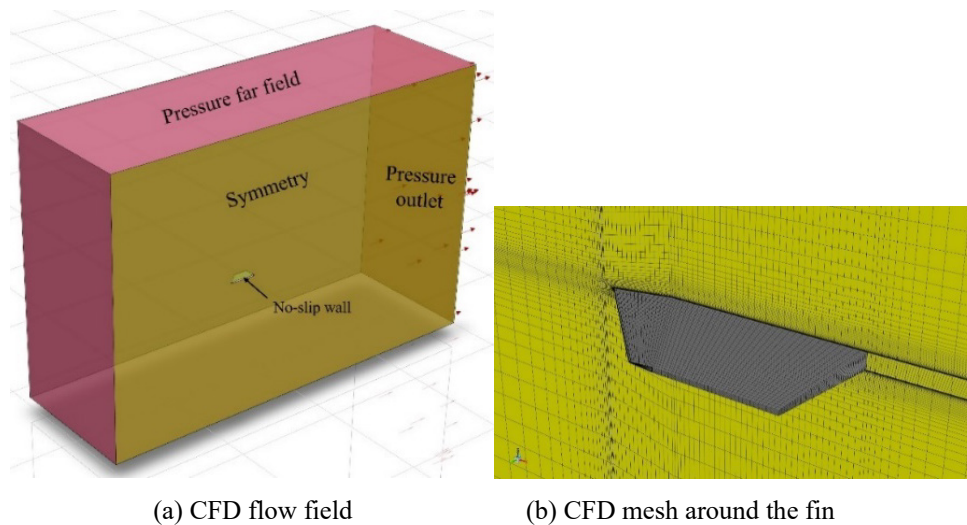 Pressure far field
Symmetry
Pressure
outlet
No-slip wall
(a) CFD flow field
(b) CFD mesh around the fin